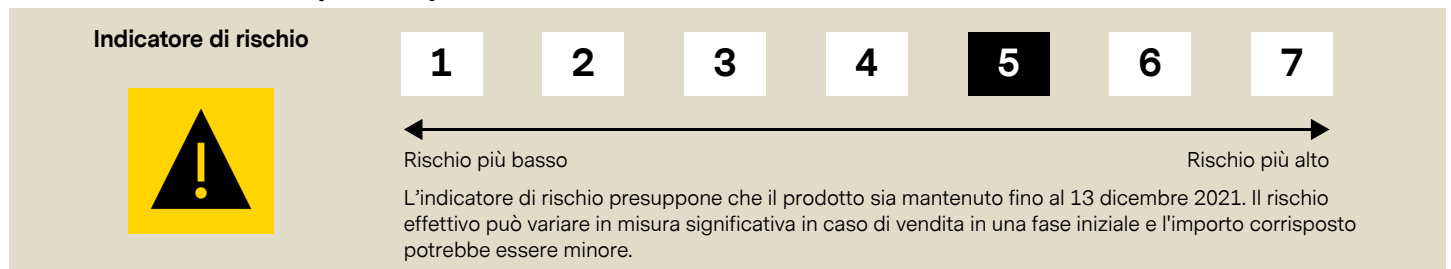 Indicatore di rischio
1 2 3 4 5 6 7
Rischio più basso Rischio più alto
L'indicatore di rischio presuppone che il prodotto sia mantenuto fino al 13 dicembre 2021. Il rischio
effettivo può variare in misura significativa in caso di vendita in una fase iniziale e l'importo corrisposto
potrebbe essere minore.